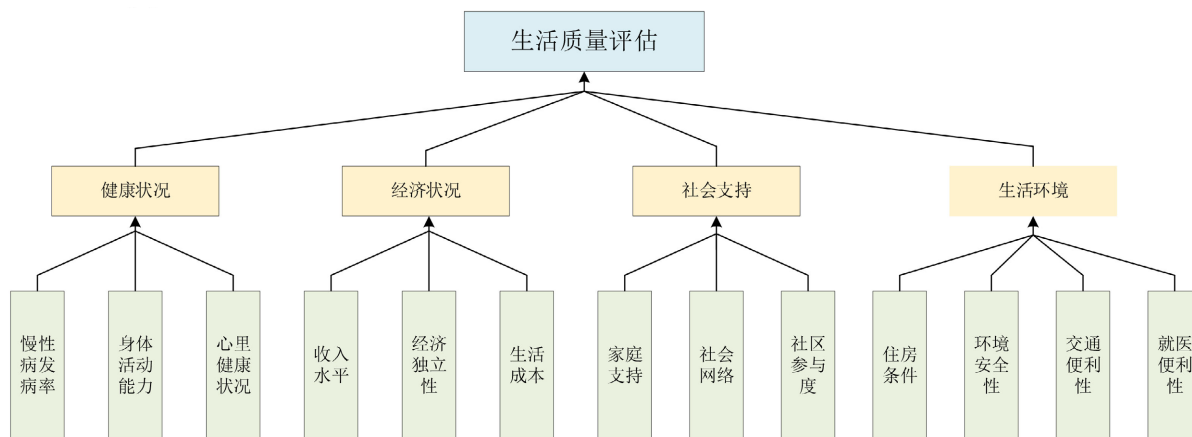 生活质量评估
健康状况
经济状况
社会支持
生活环境
慢性
病发
病率
身体
活动
能力
心里
健康
状况
收入
水平
经济
独立
性
生活
成本
家庭
支持
社会
网络
社区
参与
度
住房
条件
环境
安全
性
交通
便利
性
就医
便利
性